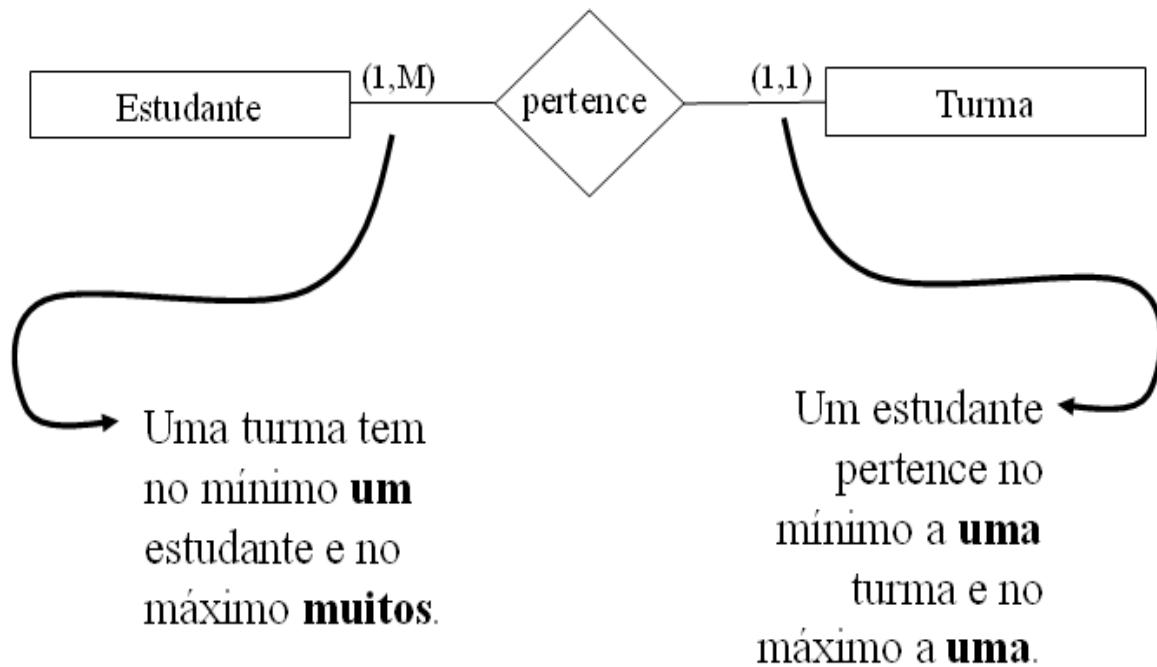 (1,M)
(1,1)
Estudante
pertence
Turma
Uma turma tem
no mínimo um
estudante e no
máximo muitos.
Um estudante
pertence no
mínimo a uma
turma e no
máximo a uma.